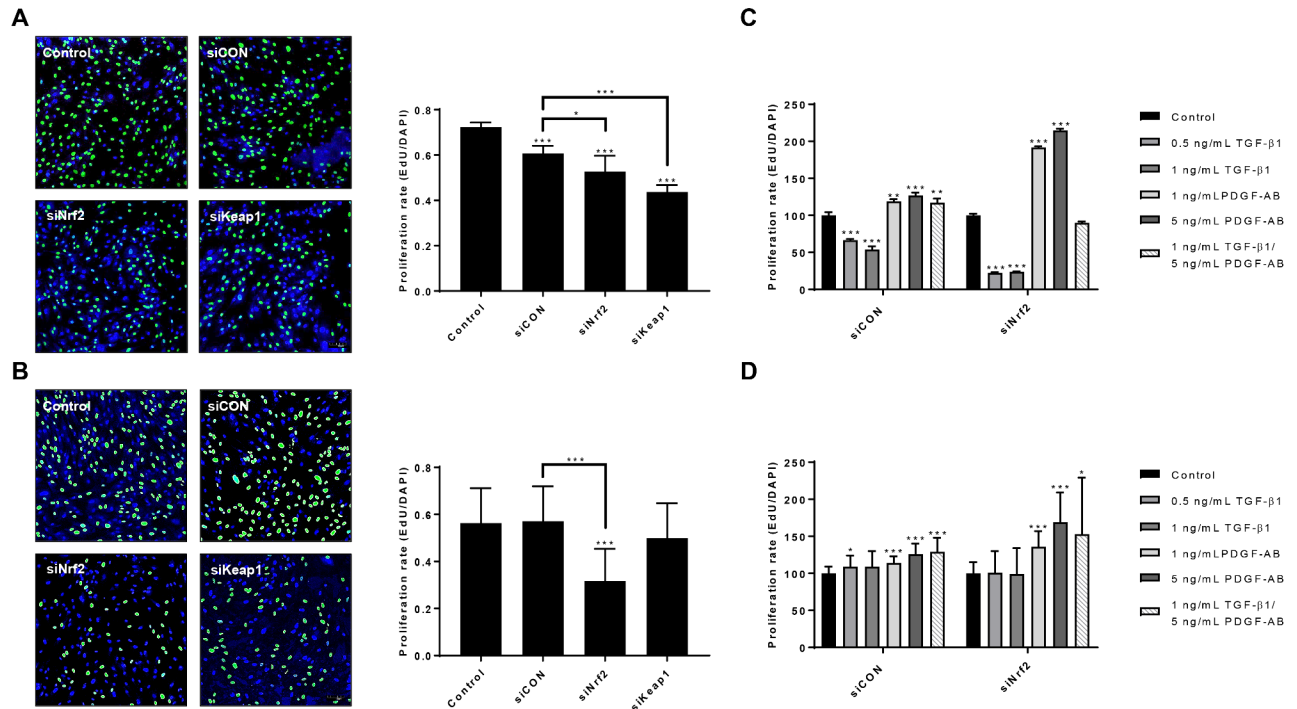 A
Control
siCON
siNrf2
siKeap1
Proliferation rate (EdU/DAPI)
0.8
0.6
0.4
0.2
0.0
***
***
***
*
***
Control
siCON
siNrf2
siKeap1
C
Proliferation rate (EdU/DAPI)
250
200
150
100
50
0
***
***
**
***
**
***
***
***
***
siCON
siNrf2
Control
0.5 ng/mL TGF-β1
1 ng/mL TGF-β1
1 ng/mLPDGF-AB
5 ng/mL PDGF-AB
1 ng/mL TGF-β1/
5 ng/mL PDGF-AB
B
Control
siCON
siNrf2
siKeap1
Proliferation rate (EdU/DAPI)
0.8
0.6
0.4
0.2
0.0
***
***
Control
siCON
siNrf2
siKeap1
D
Proliferation rate (EdU/DAPI)
250
200
150
100
50
0
*
***
***
***
***
***
*
siCON
siNrf2
Control
0.5 ng/mL TGF-β1
1 ng/mL TGF-β1
1 ng/mLPDGF-AB
5 ng/mL PDGF-AB
1 ng/mL TGF-β1/
5 ng/mL PDGF-AB